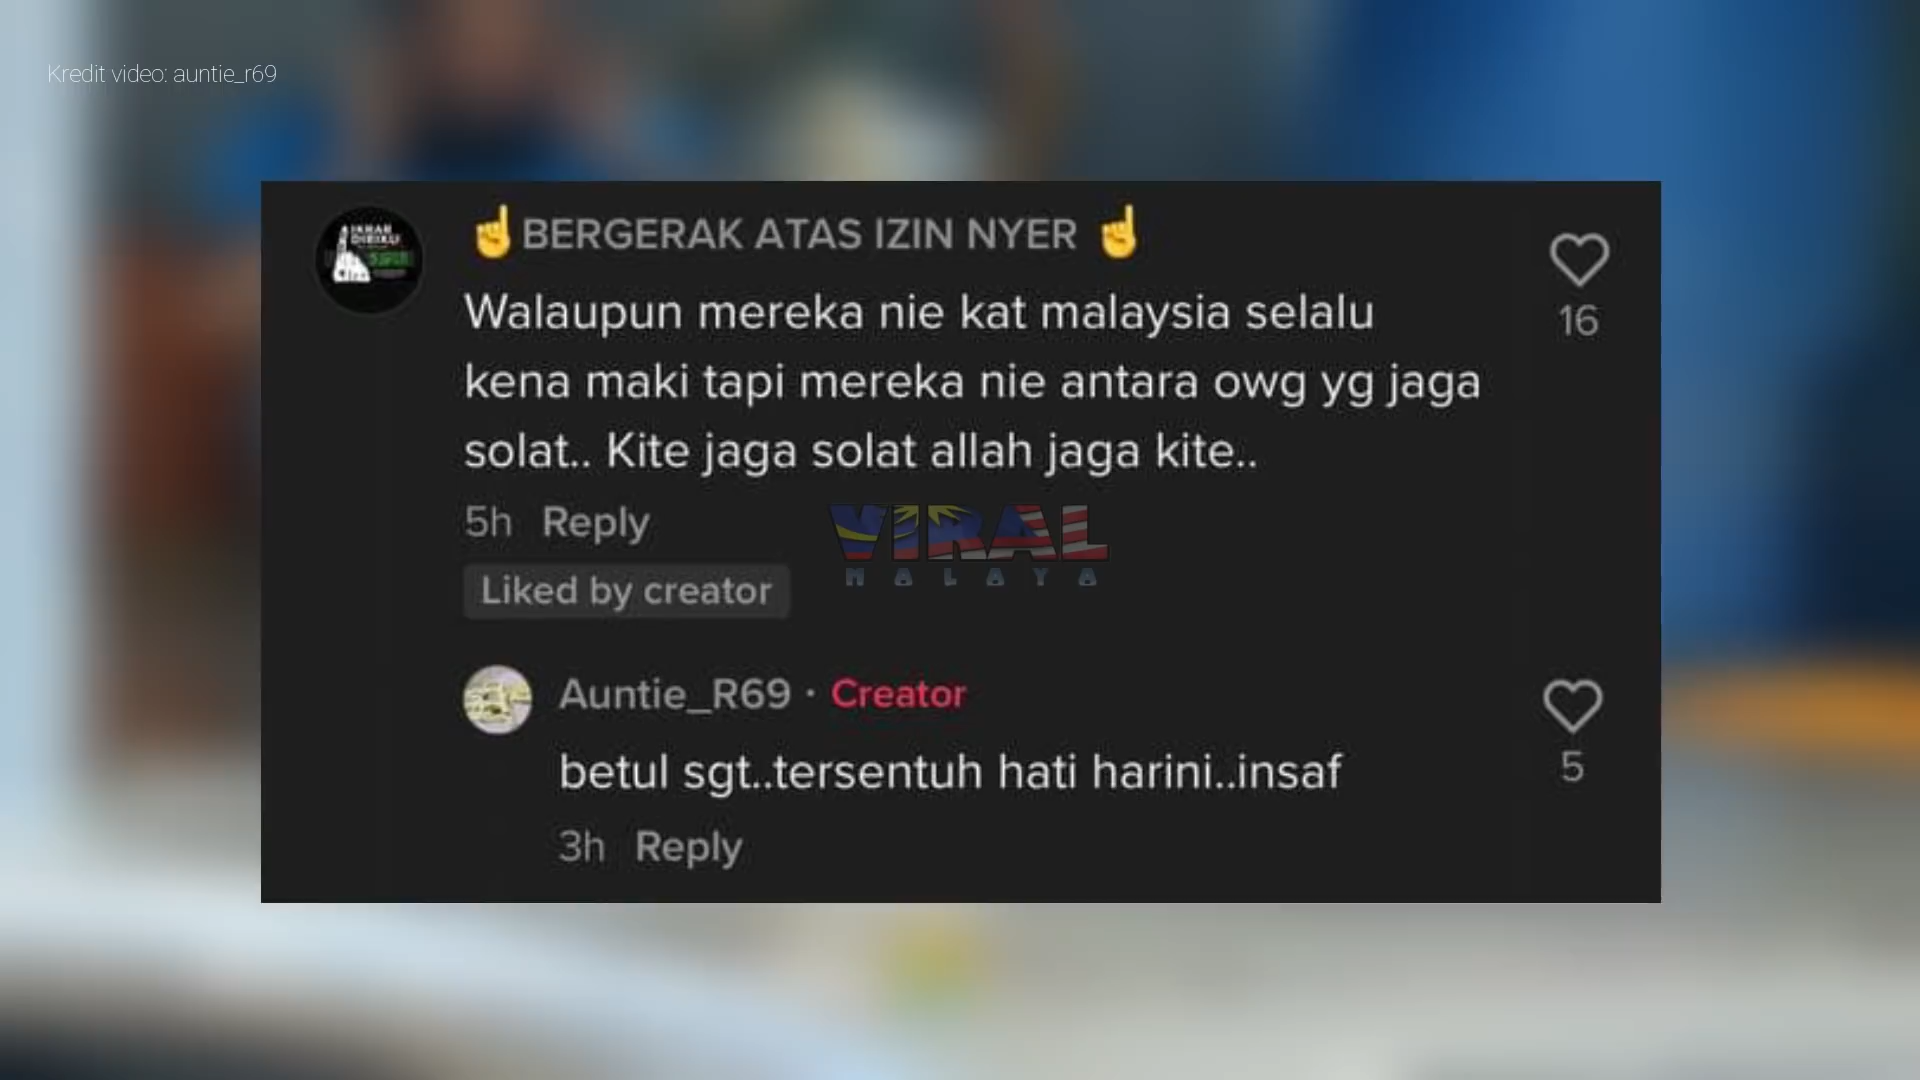 Kredit video: auntie_r69
☝BERGERAK ATAS IZIN NYER ☝
Walaupun mereka nie kat malaysia selalu
kena maki tapi mereka nie antara owg yg jaga
solat.. Kite jaga solat allah jaga kite..
16
5h Reply
Liked by creator
VIRAL
MALAYA
Auntie_R69 · Creator
betul sgt..tersentuh hati harini..insaf
5
3h Reply